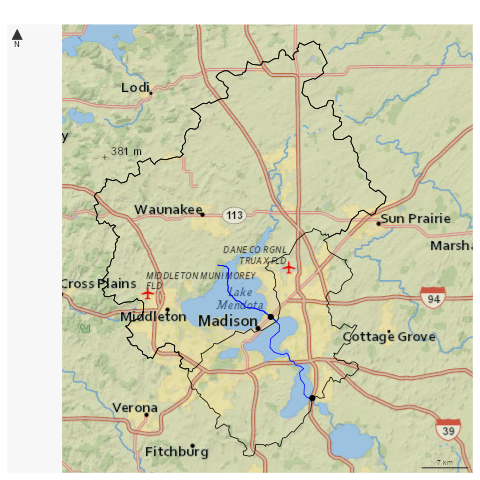 N
Lodi
y
381 m
Waunakee
113
Sun Prairie
DANE CO RGNL
TRUAX FLD
Marsha
Cross Plains
MIDDLETON MUNI MOREY
FLD
Lake
Mendota
94
Middleton
Madison
Cottage Grove
Verona
39
Fitchburg
7 km